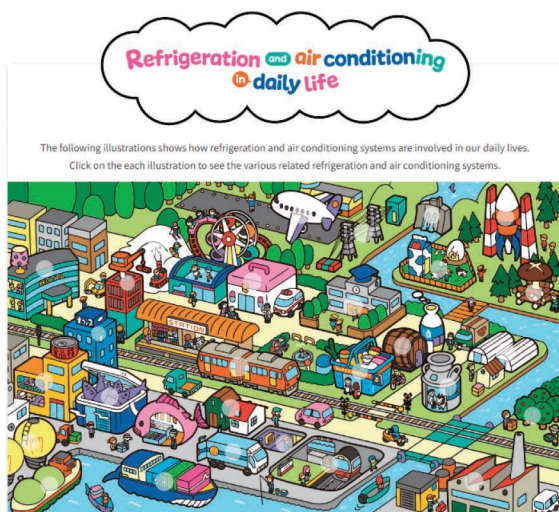 Refrigeration and air conditioning
in daily life
The following illustrations shows how refrigeration and air conditioning systems are involved in our daily lives.
Click on the each illustration to see the various related refrigeration and air conditioning systems.
STATION